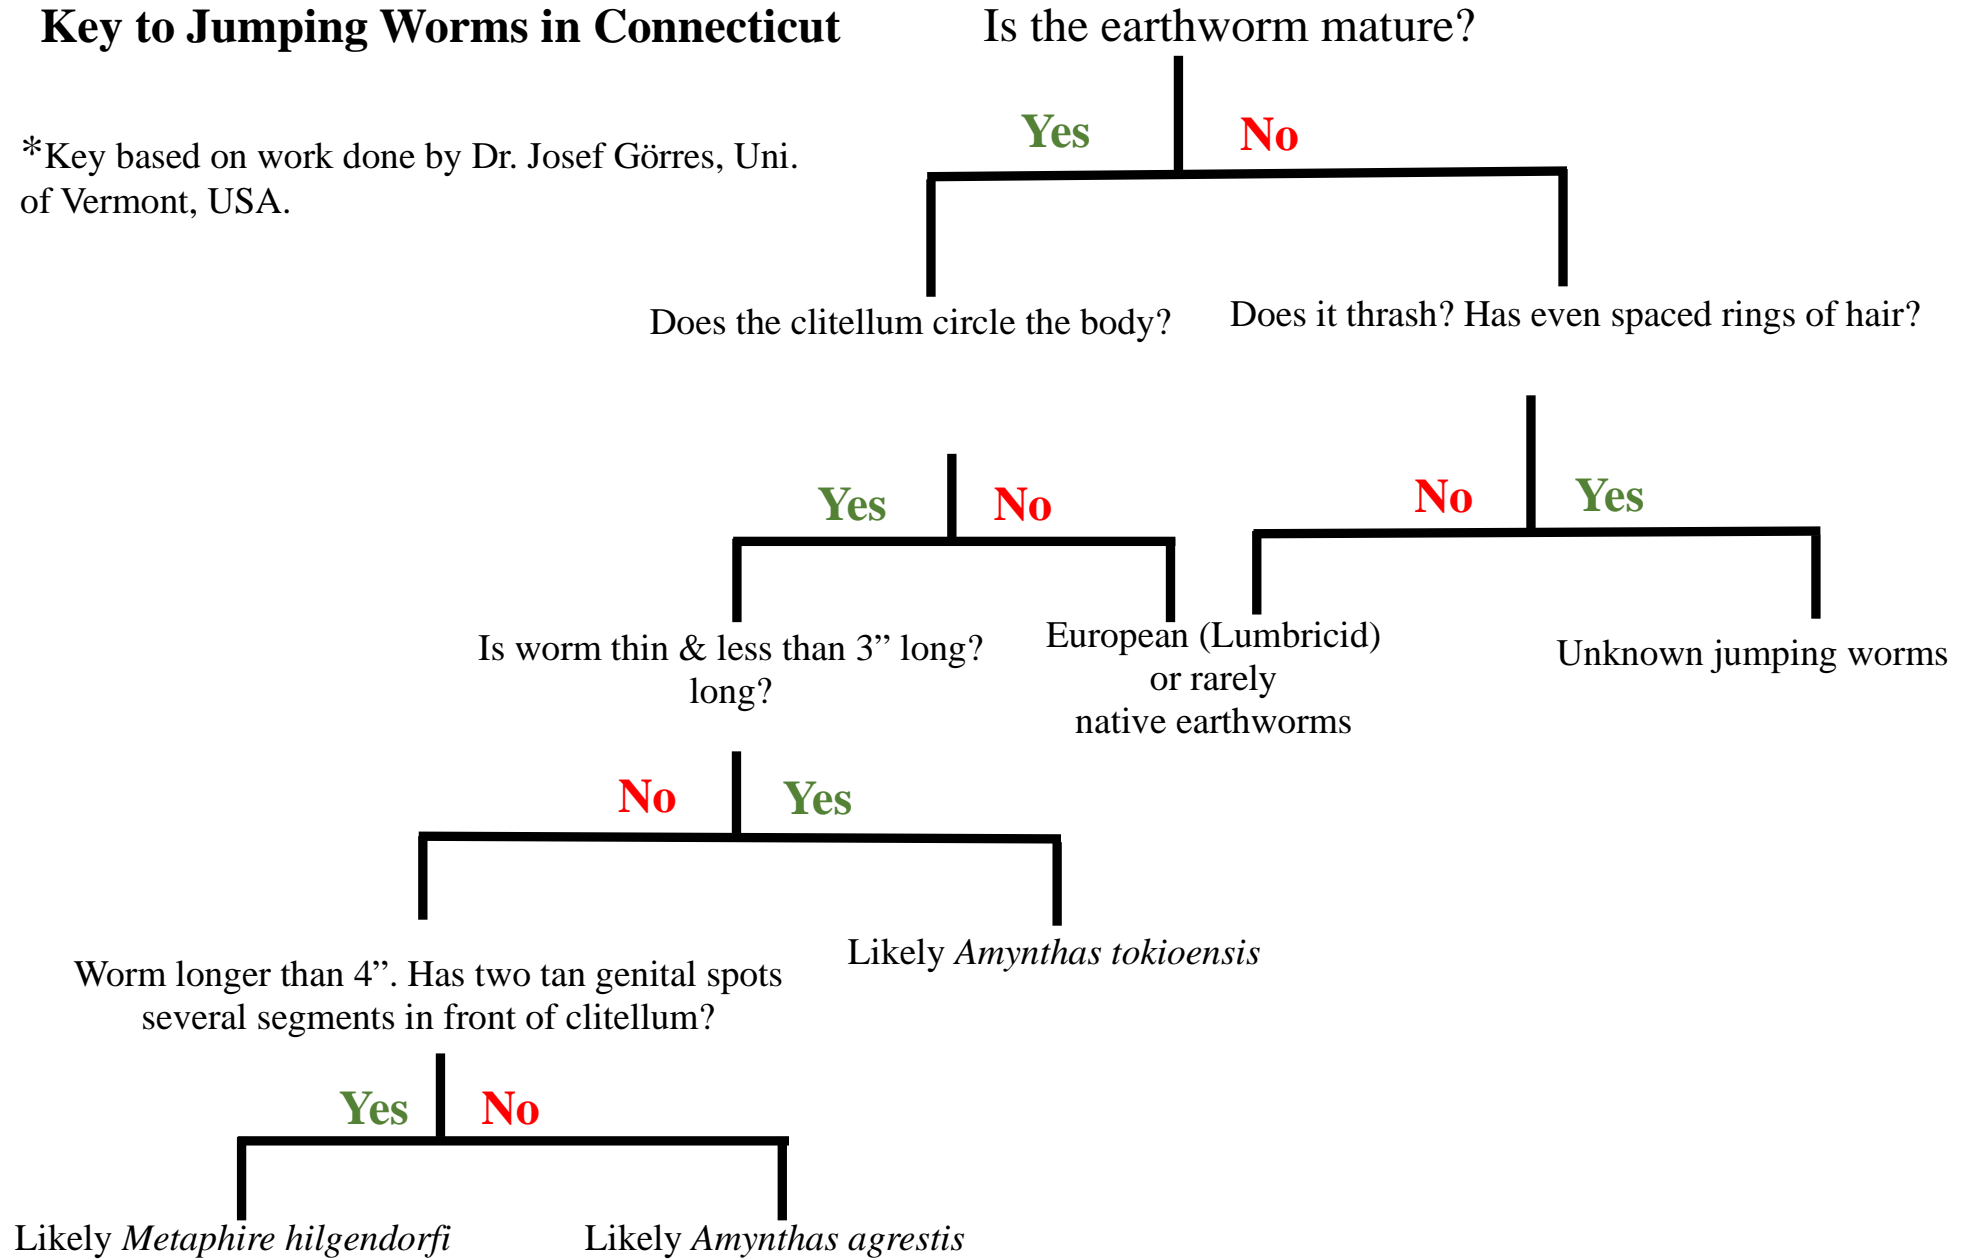 Key to Jumping Worms in Connecticut
Is the earthworm mature?
*Key based on work done by Dr. Josef Görres, Uni.
of Vermont, USA.
Yes
No
Does the clitellum circle the body?
Does it thrash? Has even spaced rings of hair?
Yes
No
No
Yes
Is worm thin & less than 3” long?
long?
European (Lumbricid)
or rarely
native earthworms
Unknown jumping worms
No
Yes
Worm longer than 4”. Has two tan genital spots
several segments in front of clitellum?
Likely Amynthas tokioensis
Yes
No
Likely Metaphire hilgendorfi
Likely Amynthas agrestis